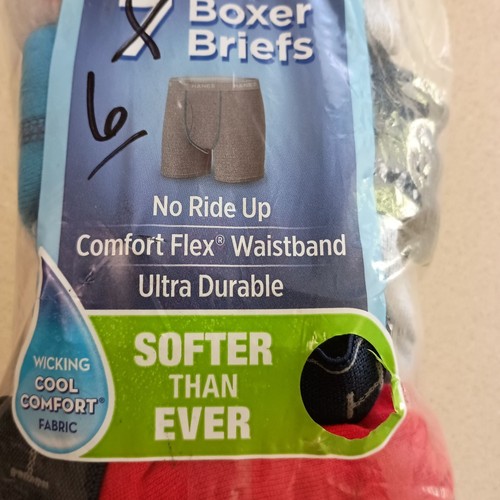 7 Boxer
Briefs
6
No Ride Up
Comfort Flex® Waistband
Ultra Durable
SOFTER
THAN
EVER
WICKING
COOL
COMFORT®
FABRIC